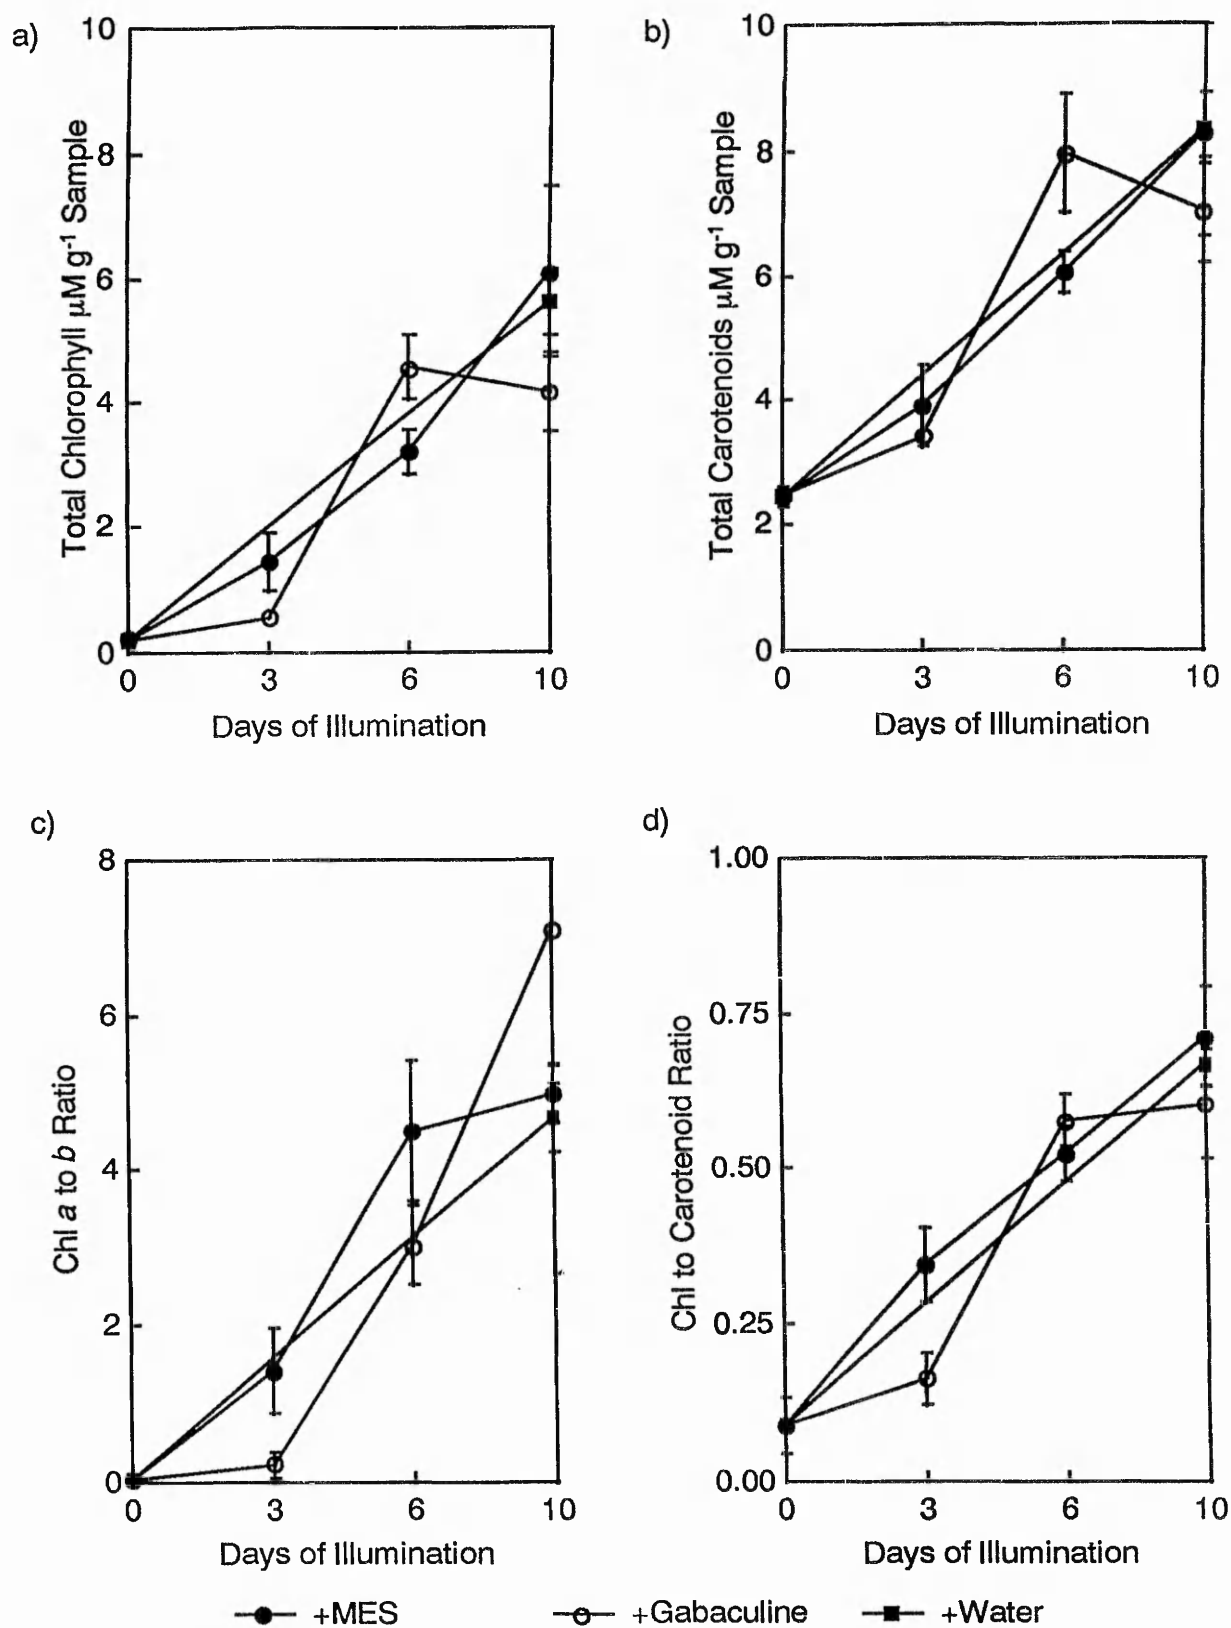 a)
10
8
6
4
2
0
Total Chlorophyll µM g⁻¹ Sample
0 3 6 10
Days of Illumination
b)
10
8
6
4
2
0
Total Carotenoids µM g⁻¹ Sample
0 3 6 10
Days of Illumination
c)
8
6
4
2
0
Chl a to b Ratio
0 3 6 10
Days of Illumination
d)
1.00
0.75
0.50
0.25
0.00
Chl to Carotenoid Ratio
0 3 6 10
Days of Illumination
+MES +Gabaculine +Water